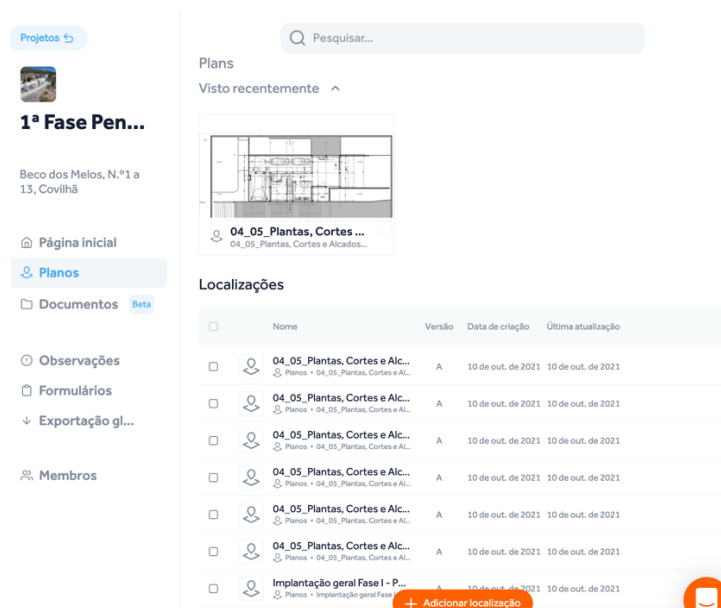 Projetos
Pesquisar...
1ª Fase Pen...
Beco dos Melos, N.º1 a
13, Covilhã
Página inicial
Planos
Documentos Beta
Observações
Formulários
Exportação gl...
Membros
Plans
Visto recentemente
04_05_Plantas, Cortes ...
04_05_Plantas, Cortes e Alcados...
Localizações
Nome Versão Data de criação Última atualização
04_05_Plantas, Cortes e Alc... A 10 de out. de 2021 10 de out. de 2021
Planos • 04_05_Plantas, Cortes e Al...
04_05_Plantas, Cortes e Alc... A 10 de out. de 2021 10 de out. de 2021
Planos • 04_05_Plantas, Cortes e Al...
04_05_Plantas, Cortes e Alc... A 10 de out. de 2021 10 de out. de 2021
Planos • 04_05_Plantas, Cortes e Al...
04_05_Plantas, Cortes e Alc... A 10 de out. de 2021 10 de out. de 2021
Planos • 04_05_Plantas, Cortes e Al...
04_05_Plantas, Cortes e Alc... A 10 de out. de 2021 10 de out. de 2021
Planos • 04_05_Plantas, Cortes e Al...
04_05_Plantas, Cortes e Alc... A 10 de out. de 2021 10 de out. de 2021
Planos • 04_05_Plantas, Cortes e Al...
Implantação geral Fase I - P... A 10 de out. de 2021 10 de out. de 2021
Planos • Implantação geral Fase
+ Adicionar localização